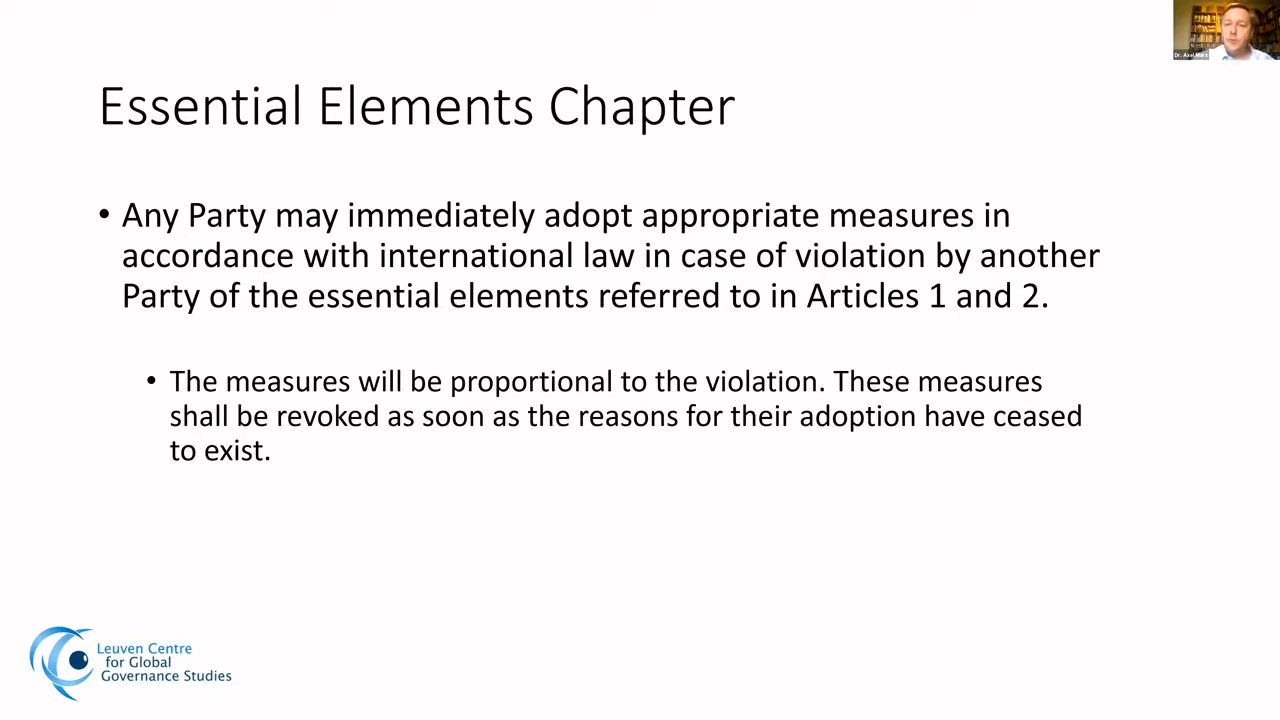 Dr. Axel Marx
Essential Elements Chapter
• Any Party may immediately adopt appropriate measures in
accordance with international law in case of violation by another
Party of the essential elements referred to in Articles 1 and 2.
• The measures will be proportional to the violation. These measures
shall be revoked as soon as the reasons for their adoption have ceased
to exist.
Leuven Centre
for Global
Governance Studies